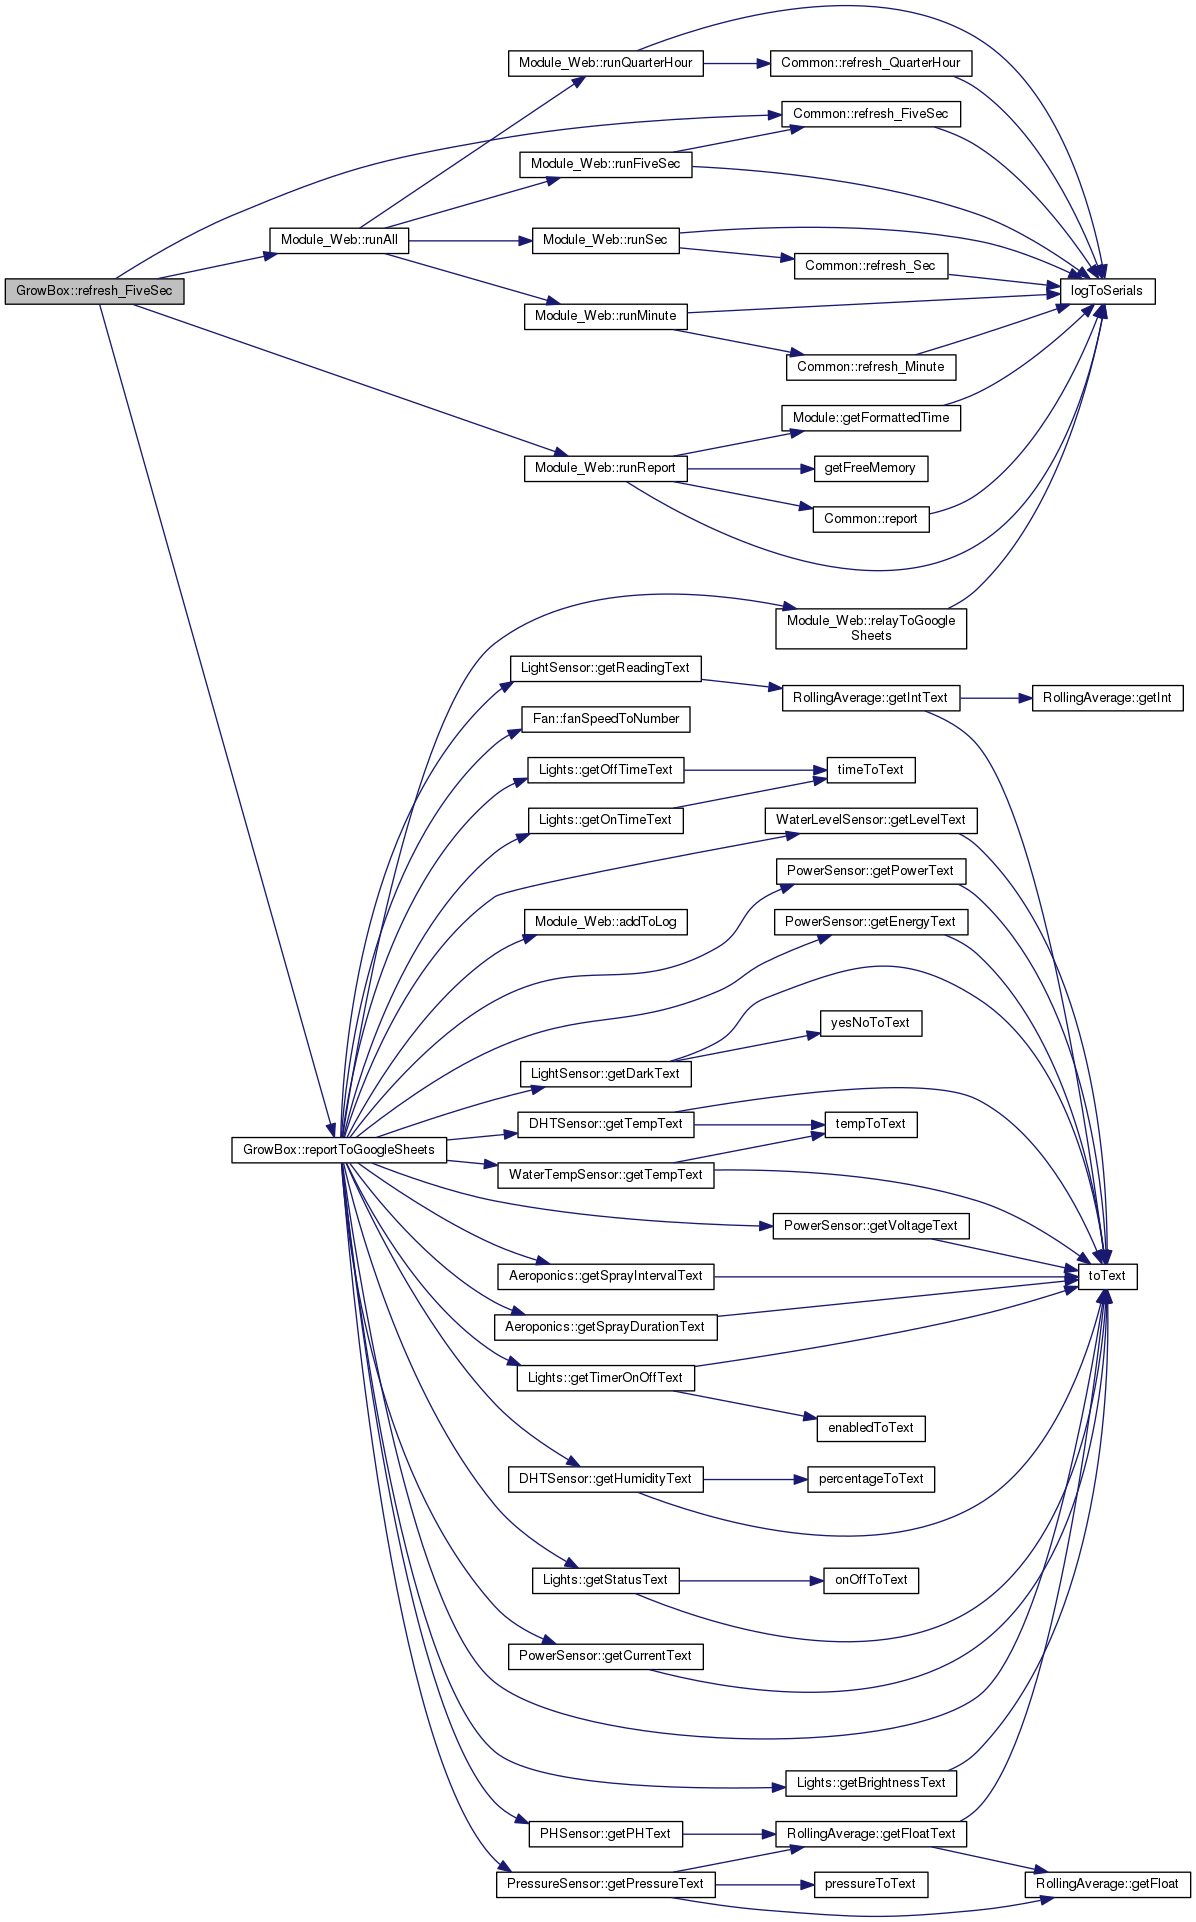 Module_Web::runQuarterHour
Common::refresh_QuarterHour
Common::refresh_FiveSec
Module_Web::runFiveSec
Module_Web::runAll
Module_Web::runSec
Common::refresh_Sec
GrowBox::refresh_FiveSec
logToSerials
Module_Web::runMinute
Common::refresh_Minute
Module::getFormattedTime
Module_Web::runReport
getFreeMemory
Common::report
Module_Web::relayToGoogle
Sheets
LightSensor::getReadingText
RollingAverage::getIntText
RollingAverage::getInt
Fan::fanSpeedToNumber
Lights::getOffTimeText
timeToText
Lights::getOnTimeText
WaterLevelSensor::getLevelText
PowerSensor::getPowerText
Module_Web::addToLog
PowerSensor::getEnergyText
yesNoToText
LightSensor::getDarkText
DHTSensor::getTempText
tempToText
GrowBox::reportToGoogleSheets
WaterTempSensor::getTempText
PowerSensor::getVoltageText
Aeroponics::getSprayIntervalText
toText
Aeroponics::getSprayDurationText
Lights::getTimerOnOffText
enabledToText
DHTSensor::getHumidityText
percentageToText
Lights::getStatusText
onOffToText
PowerSensor::getCurrentText
Lights::getBrightnessText
PHSensor::getPHText
RollingAverage::getFloatText
PressureSensor::getPressureText
pressureToText
RollingAverage::getFloat